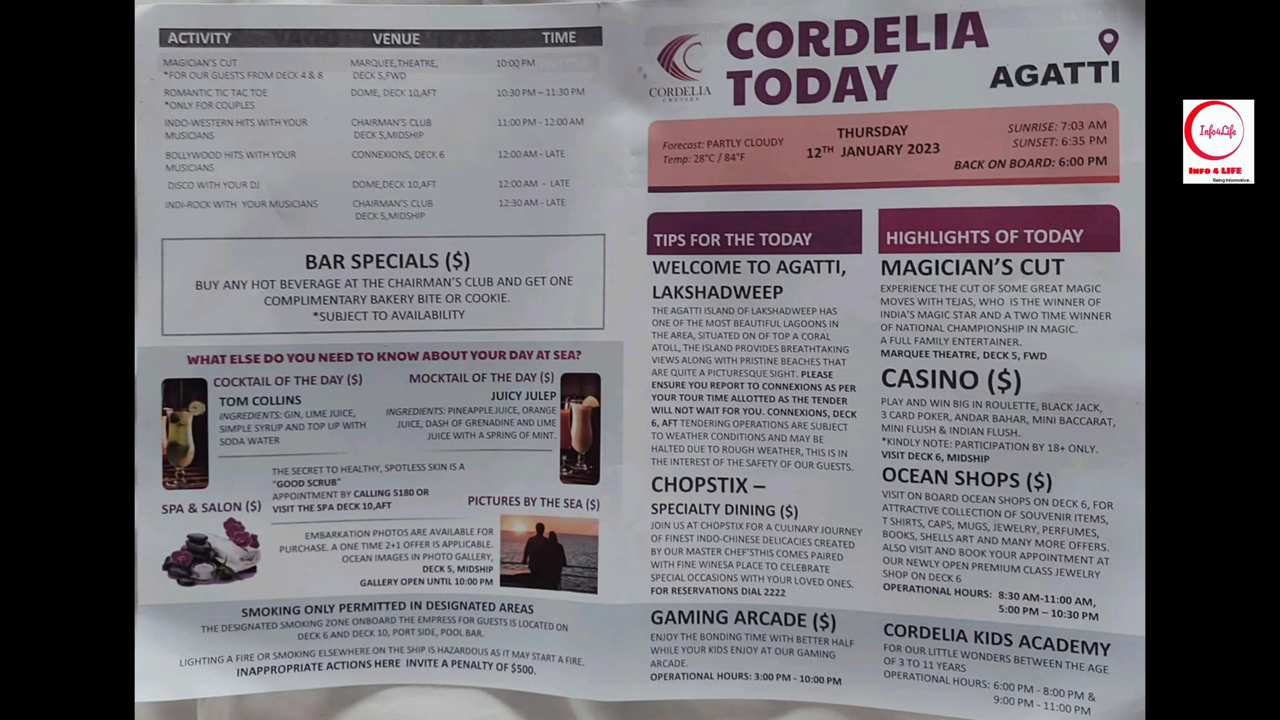 ACTIVITY VENUE TIME
MAGICIAN'S CUT MARQUEE,THEATRE, 10:00 PM
*FOR OUR GUESTS FROM DECK 4 & 8 DECK 5,FWD
ROMANTIC TIC TAC TOE DOME, DECK 10,AFT 10:30 PM – 11:30 PM
*ONLY FOR COUPLES
INDO-WESTERN HITS WITH YOUR CHAIRMAN'S CLUB 11:00 PM - 12:00 AM
MUSICIANS DECK 5,MIDSHIP
BOLLYWOOD HITS WITH YOUR CONNEXIONS, DECK 6 12:00 AM - LATE
MUSICIANS
DISCO WITH YOUR DJ DOME,DECK 10,AFT 12:00 AM - LATE
INDI-ROCK WITH YOUR MUSICIANS CHAIRMAN'S CLUB 12:30 AM - LATE
DECK 5,MIDSHIP
BAR SPECIALS ($)
BUY ANY HOT BEVERAGE AT THE CHAIRMAN'S CLUB AND GET ONE
COMPLIMENTARY BAKERY BITE OR COOKIE.
*SUBJECT TO AVAILABILITY
WHAT ELSE DO YOU NEED TO KNOW ABOUT YOUR DAY AT SEA?
COCKTAIL OF THE DAY ($)
TOM COLLINS
INGREDIENTS: GIN, LIME JUICE,
SIMPLE SYRUP AND TOP UP WITH
SODA WATER
MOCKTAIL OF THE DAY ($)
JUICY JULEP
INGREDIENTS: PINEAPPLE JUICE, ORANGE
JUICE, DASH OF GRENADINE AND LIME
JUICE WITH A SPRING OF MINT.
THE SECRET TO HEALTHY, SPOTLESS SKIN IS A
"GOOD SCRUB"
APPOINTMENT BY CALLING 5180 OR
VISIT THE SPA DECK 10,AFT
SPA & SALON ($)
PICTURES BY THE SEA ($)
EMBARKATION PHOTOS ARE AVAILABLE FOR
PURCHASE. A ONE TIME 2+1 OFFER IS APPLICABLE.
OCEAN IMAGES IN PHOTO GALLERY,
DECK 5, MIDSHIP
GALLERY OPEN UNTIL 10:00 PM
SMOKING ONLY PERMITTED IN DESIGNATED AREAS
THE DESIGNATED SMOKING ZONE ONBOARD THE EMPRESS FOR GUESTS IS LOCATED ON
DECK 6 AND DECK 10, PORT SIDE, POOL BAR.
LIGHTING A FIRE OR SMOKING ELSEWHERE ON THE SHIP IS HAZARDOUS AS IT MAY START A FIRE.
INAPPROPRIATE ACTIONS HERE INVITE A PENALTY OF $500.
CORDELIA
CRUISES
CORDELIA
TODAY
AGATTI
Forecast: PARTLY CLOUDY
Temp: 28°C / 84°F
THURSDAY
12TH JANUARY 2023
SUNRISE: 7:03 AM
SUNSET: 6:35 PM
BACK ON BOARD: 6:00 PM
TIPS FOR THE TODAY
WELCOME TO AGATTI,
LAKSHADWEEP
THE AGATTI ISLAND OF LAKSHADWEEP HAS
ONE OF THE MOST BEAUTIFUL LAGOONS IN
THE AREA, SITUATED ON OF TOP A CORAL
ATOLL, THE ISLAND PROVIDES BREATHTAKING
VIEWS ALONG WITH PRISTINE BEACHES THAT
ARE QUITE A PICTURESQUE SIGHT. PLEASE
ENSURE YOU REPORT TO CONNEXIONS AS PER
YOUR TOUR TIME ALLOTTED AS THE TENDER
WILL NOT WAIT FOR YOU. CONNEXIONS, DECK
6, AFT TENDERING OPERATIONS ARE SUBJECT
TO WEATHER CONDITIONS AND MAY BE
HALTED DUE TO ROUGH WEATHER, THIS IS IN
THE INTEREST OF THE SAFETY OF OUR GUESTS.
CHOPSTIX –
SPECIALTY DINING ($)
JOIN US AT CHOPSTIX FOR A CULINARY JOURNEY
OF FINEST INDO-CHINESE DELICACIES CREATED
BY OUR MASTER CHEF'STHIS COMES PAIRED
WITH FINE WINESA PLACE TO CELEBRATE
SPECIAL OCCASIONS WITH YOUR LOVED ONES.
FOR RESERVATIONS DIAL 2222
GAMING ARCADE ($)
ENJOY THE BONDING TIME WITH BETTER HALF
WHILE YOUR KIDS ENJOY AT OUR GAMING
ARCADE.
OPERATIONAL HOURS: 3:00 PM - 10:00 PM
HIGHLIGHTS OF TODAY
MAGICIAN'S CUT
EXPERIENCE THE CUT OF SOME GREAT MAGIC
MOVES WITH TEJAS, WHO IS THE WINNER OF
INDIA'S MAGIC STAR AND A TWO TIME WINNER
OF NATIONAL CHAMPIONSHIP IN MAGIC.
A FULL FAMILY ENTERTAINER.
MARQUEE THEATRE, DECK 5, FWD
CASINO ($)
PLAY AND WIN BIG IN ROULETTE, BLACK JACK,
3 CARD POKER, ANDAR BAHAR, MINI BACCARAT,
MINI FLUSH & INDIAN FLUSH.
*KINDLY NOTE: PARTICIPATION BY 18+ ONLY.
VISIT DECK 6, MIDSHIP
OCEAN SHOPS ($)
VISIT ON BOARD OCEAN SHOPS ON DECK 6, FOR
ATTRACTIVE COLLECTION OF SOUVENIR ITEMS,
T SHIRTS, CAPS, MUGS, JEWELRY, PERFUMES,
BOOKS, SHELLS ART AND MANY MORE OFFERS.
ALSO VISIT AND BOOK YOUR APPOINTMENT AT
OUR NEWLY OPEN PREMIUM CLASS JEWELRY
SHOP ON DECK 6
OPERATIONAL HOURS: 8:30 AM-11:00 AM,
5:00 PM – 10:30 PM
CORDELIA KIDS ACADEMY
FOR OUR LITTLE WONDERS BETWEEN THE AGE
OF 3 TO 11 YEARS
OPERATIONAL HOURS: 6:00 PM - 8:00 PM &
9:00 PM - 11:00 PM
Info4Life
INFO 4 LIFE
Being Informative.